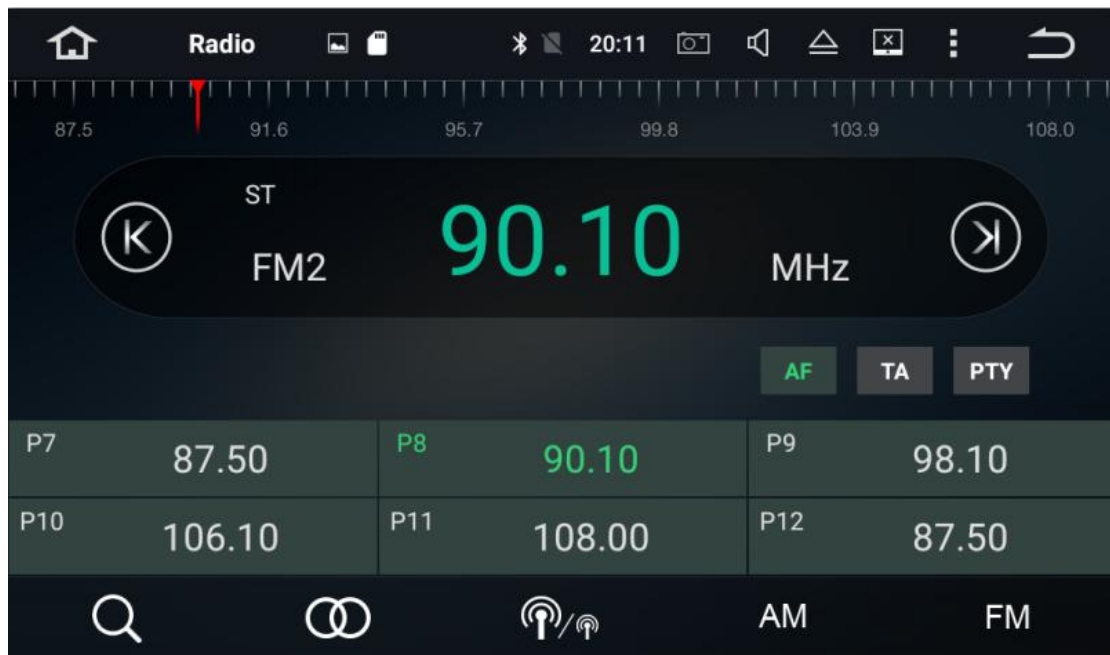 Radio 20:11
87.5 91.6 95.7 99.8 103.9 108.0
ST
FM2 90.10 MHz
AF TA PTY
P7 87.50 P8 90.10 P9 98.10
P10 106.10 P11 108.00 P12 87.50
AM FM